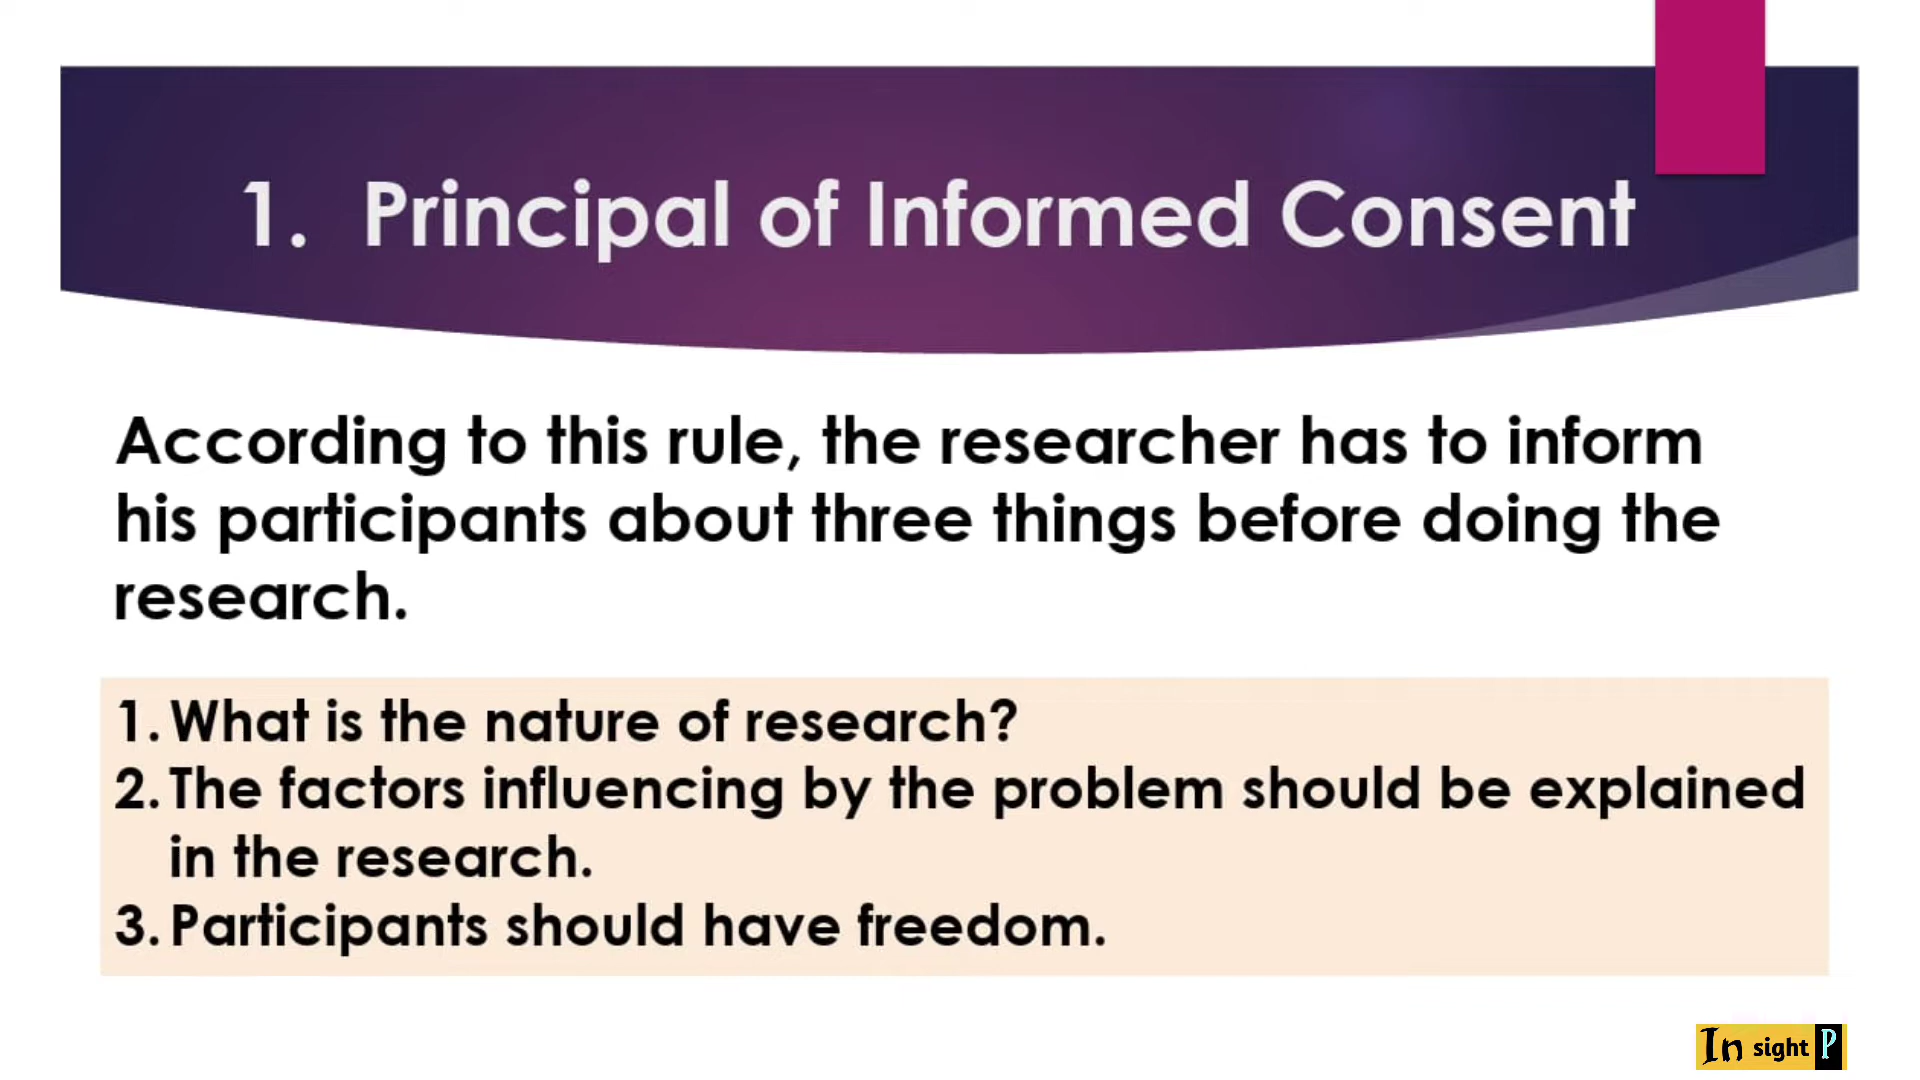 1. Principal of Informed Consent
According to this rule, the researcher has to inform
his participants about three things before doing the
research.
1. What is the nature of research?
2. The factors influencing by the problem should be explained
in the research.
3. Participants should have freedom.
In sight P